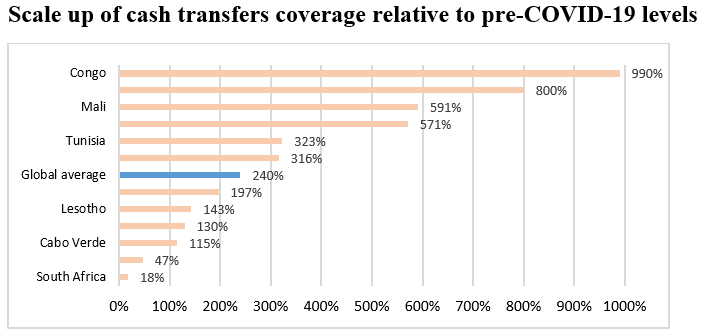 Scale up of cash transfers coverage relative to pre-COVID-19 levels
Congo 990%
800%
Mali 591%
571%
Tunisia 323%
316%
Global average 240%
197%
Lesotho 143%
130%
Cabo Verde 115%
47%
South Africa 18%
0% 100% 200% 300% 400% 500% 600% 700% 800% 900% 1000%